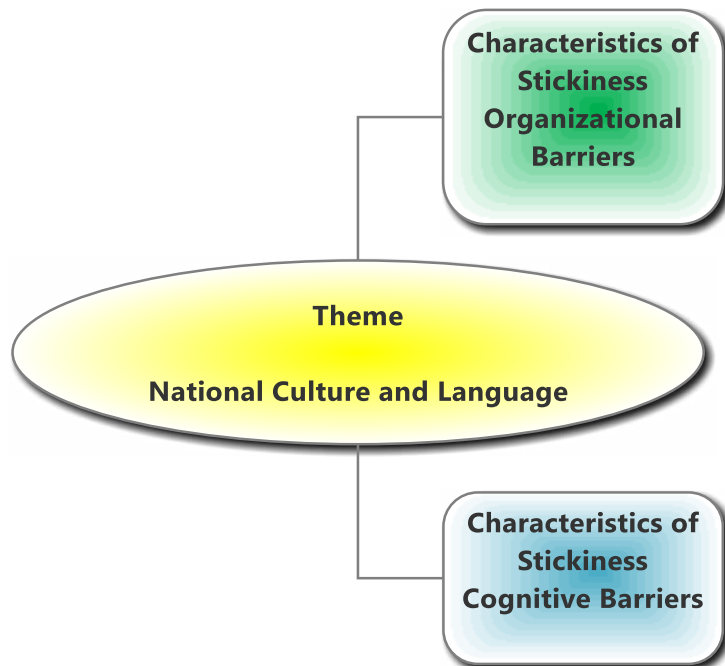 Characteristics of
Stickiness
Organizational
Barriers
Theme
National Culture and Language
Characteristics of
Stickiness
Cognitive Barriers